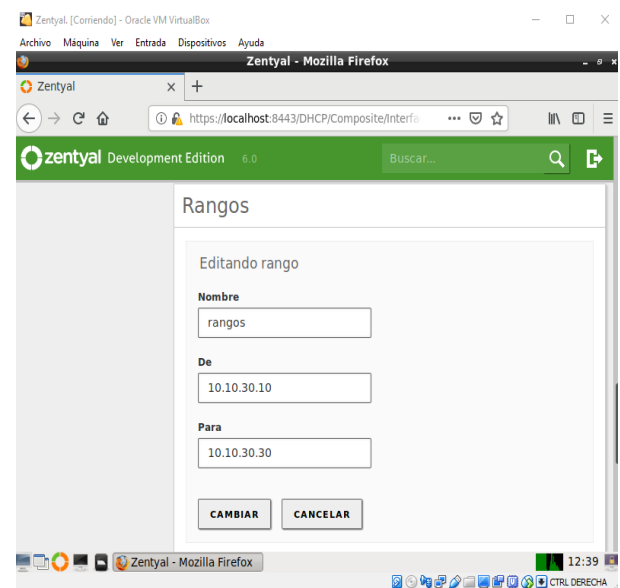 Zentyal. [Corriendo] - Oracle VM VirtualBox
Archivo Máquina Ver Entrada Dispositivos Ayuda
Zentyal - Mozilla Firefox
Zentyal
https://localhost:8443/DHCP/Composite/Interfa
zentyal Development Edition 6.0
Buscar...
Rangos
Editando rango
Nombre
rangos
De
10.10.30.10
Para
10.10.30.30
CAMBIAR CANCELAR
Zentyal - Mozilla Firefox 12:39
CTRL DERECHA